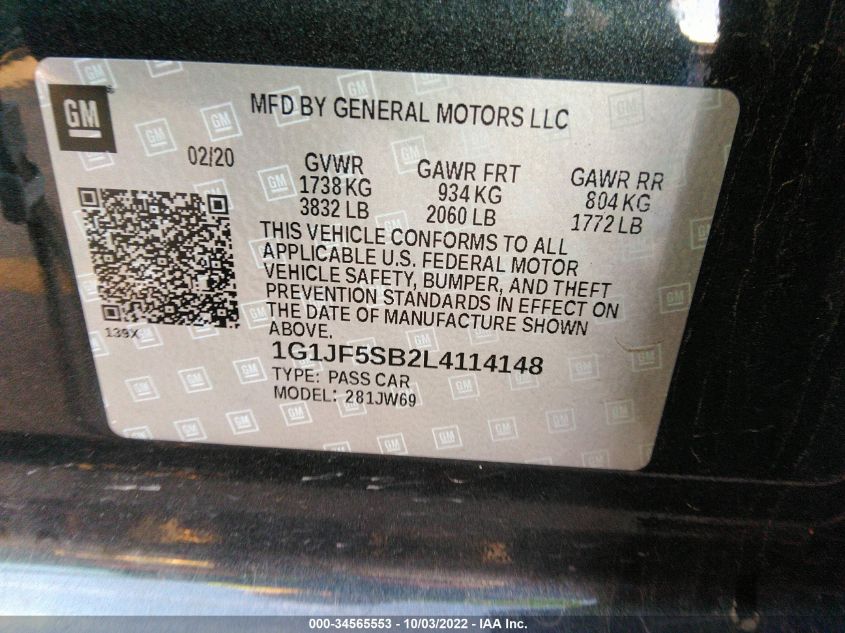 GM
MFD BY GENERAL MOTORS LLC
02/20 GVWR GAWR FRT GAWR RR
1738 KG 934 KG 804 KG
3832 LB 2060 LB 1772 LB
THIS VEHICLE CONFORMS TO ALL
APPLICABLE U.S. FEDERAL MOTOR
VEHICLE SAFETY, BUMPER, AND THEFT
PREVENTION STANDARDS IN EFFECT ON
THE DATE OF MANUFACTURE SHOWN
ABOVE.
139X
1G1JF5SB2L4114148
TYPE: PASS CAR
MODEL: 281JW69
000-34565553 - 10/03/2022 - IAA Inc.